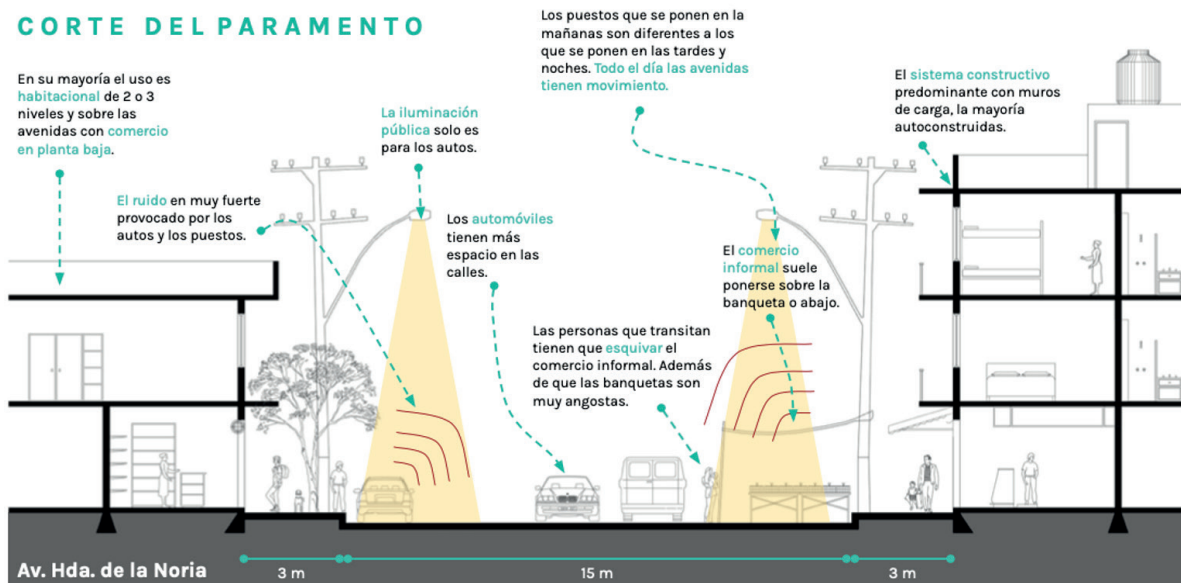 CORTE DEL PARAMENTO
En su mayoría el uso es
habitacional de 2 o 3
niveles y sobre las
avenidas con comercio
en planta baja.
El ruido en muy fuerte
provocado por los
autos y los puestos.
La iluminación
pública solo es
para los autos.
Los automóviles
tienen más
espacio en las
calles.
Los puestos que se ponen en la
mañanas son diferentes a los
que se ponen en las tardes y
noches. Todo el día las avenidas
tienen movimiento.
Las personas que transitan
tienen que esquivar el
comercio informal. Además
de que las banquetas son
muy angostas.
El comercio
informal suele
ponerse sobre la
banqueta o abajo.
El sistema constructivo
predominante con muros
de carga, la mayoría
autoconstruidas.
Av. Hda. de la Noria
3 m
15 m
3 m